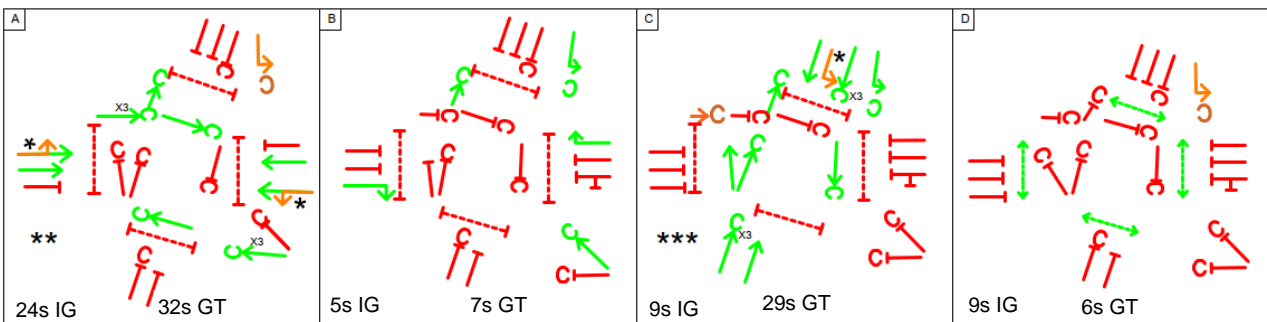 A
X3
*
*
**
X3
24s IG 32s GT
B
5s IG 7s GT
C
*
X3
X3
***
9s IG 29s GT
D
9s IG 6s GT